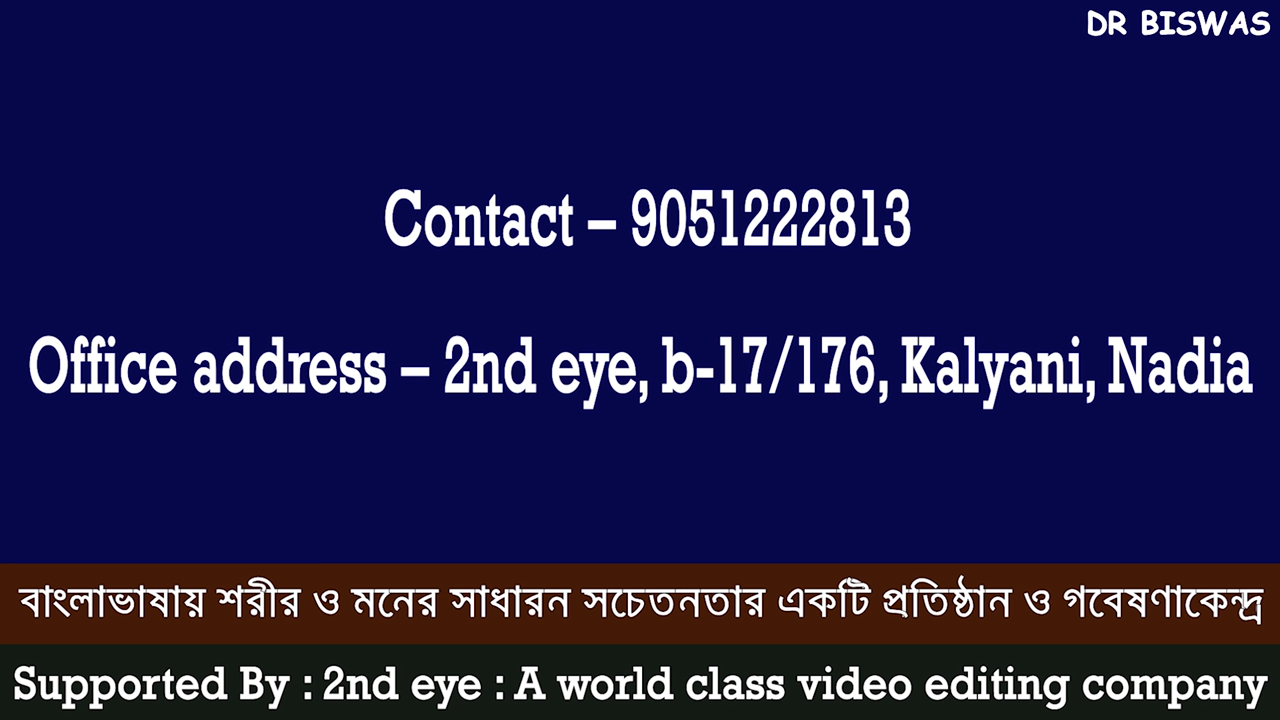 DR BISWAS
Contact – 9051222813
Office address – 2nd eye, b-17/176, Kalyani, Nadia
বাংলাভাষায় শরীর ও মনের সাধারন সচেতনতার একটি প্রতিষ্ঠান ও গবেষণাকেন্দ্র
Supported By : 2nd eye : A world class video editing company